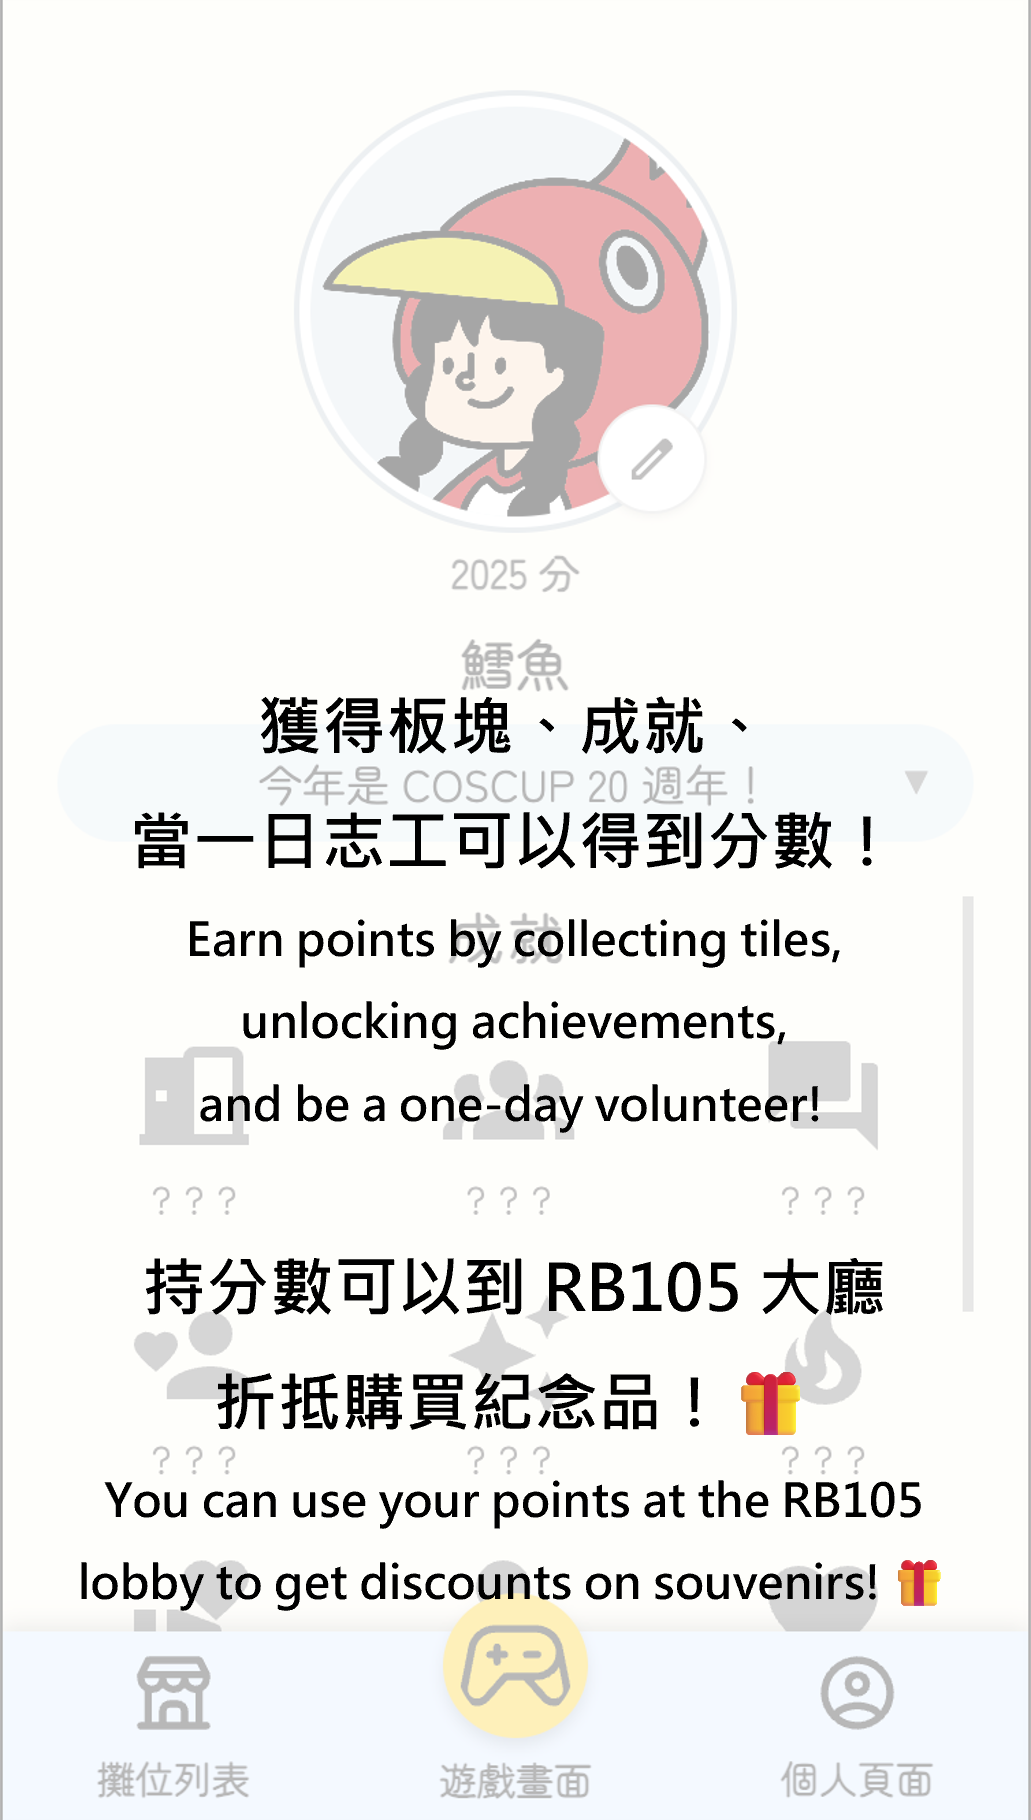 2025 分
鱈魚
獲得板塊、成就、
今年是 COSCUP 20 週年！
▼
當一日志工可以得到分數！
成就
Earn points by collecting tiles,
unlocking achievements,
and be a one-day volunteer!
？？？ ？？？ ？？？
持分數可以到 RB105 大廳
折抵購買紀念品！🎁
？？？ ？？？ ？？？
You can use your points at the RB105
lobby to get discounts on souvenirs! 🎁
攤位列表 遊戲畫面 個人頁面